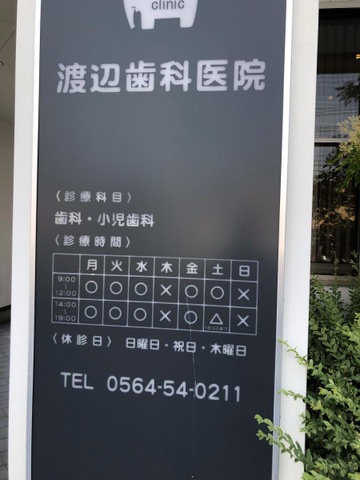 clinic
渡辺歯科医院
〈診療科目〉
歯科・小児歯科
〈診療時間〉
月 火 水 木 金 土 日
9:00〜12:00 ○ ○ ○ × ○ ○ ×
14:00〜19:00 ○ ○ ○ × ○ △ ×
〈休診日〉 日曜日・祝日・木曜日
TEL 0564-54-0211